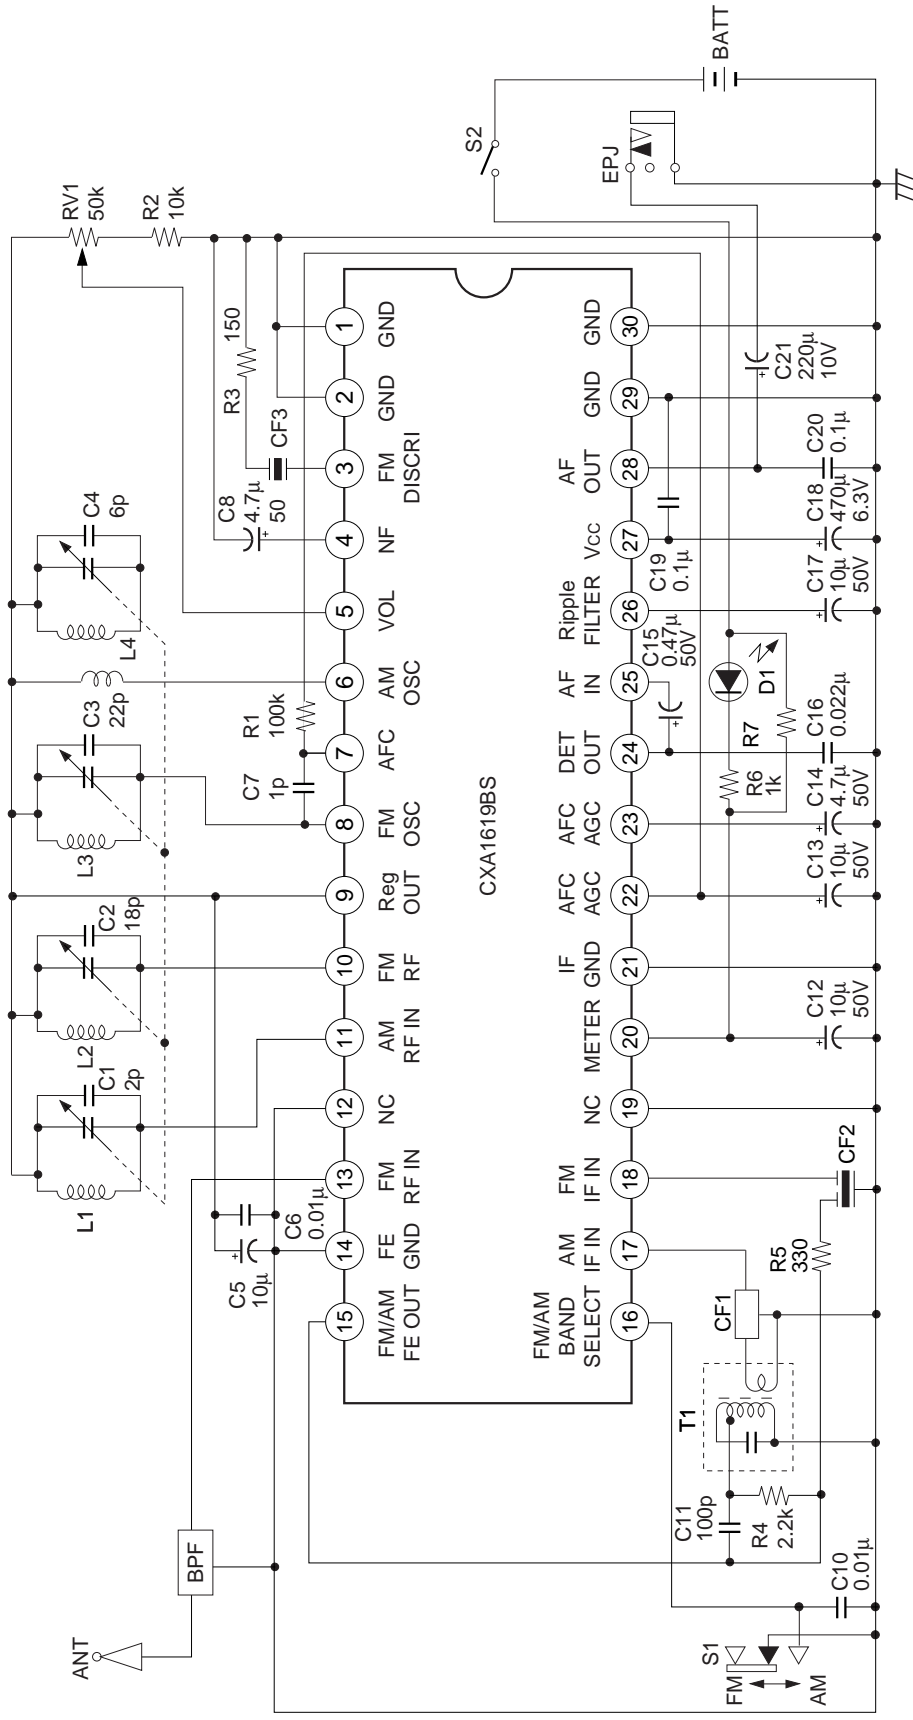 ANT
BPF
L1
C1
2p
L2
C2
18p
L3
C3
22p
L4
C4
6p
RV1
50k
R2
10k
C5
10µ
C6
0.01µ
C7
1p
R1
100k
C8
4.7µ
50
R3
150
CF3
15
14
13
12
11
10
9
8
7
6
5
4
3
2
1
FM/AM
FE OUT
FE
GND
FM
RF IN
NC
AM
RF IN
FM
RF
Reg
OUT
FM
OSC
AFC
AM
OSC
VOL
NF
FM
DISCRI
GND
GND
CXA1619BS
FM/AM
BAND
SELECT
AM
IF IN
FM
IF IN
NC
METER
IF
GND
AFC
AGC
AFC
AGC
DET
OUT
AF
IN
Ripple
FILTER
Vcc
AF
OUT
GND
GND
16
17
18
19
20
21
22
23
24
25
26
27
28
29
30
S1
FM
AM
C10
0.01µ
C11
100p
R4
2.2k
T1
CF1
R5
330
CF2
C12
10µ
50V
C13
10µ
50V
C14
4.7µ
50V
R6
1k
R7
D1
C16
0.022µ
C15
0.47µ
50V
C17
10µ
50V
C18
470µ
6.3V
C19
0.1µ
C20
0.1µ
C21
220µ
10V
EPJ
S2
BATT